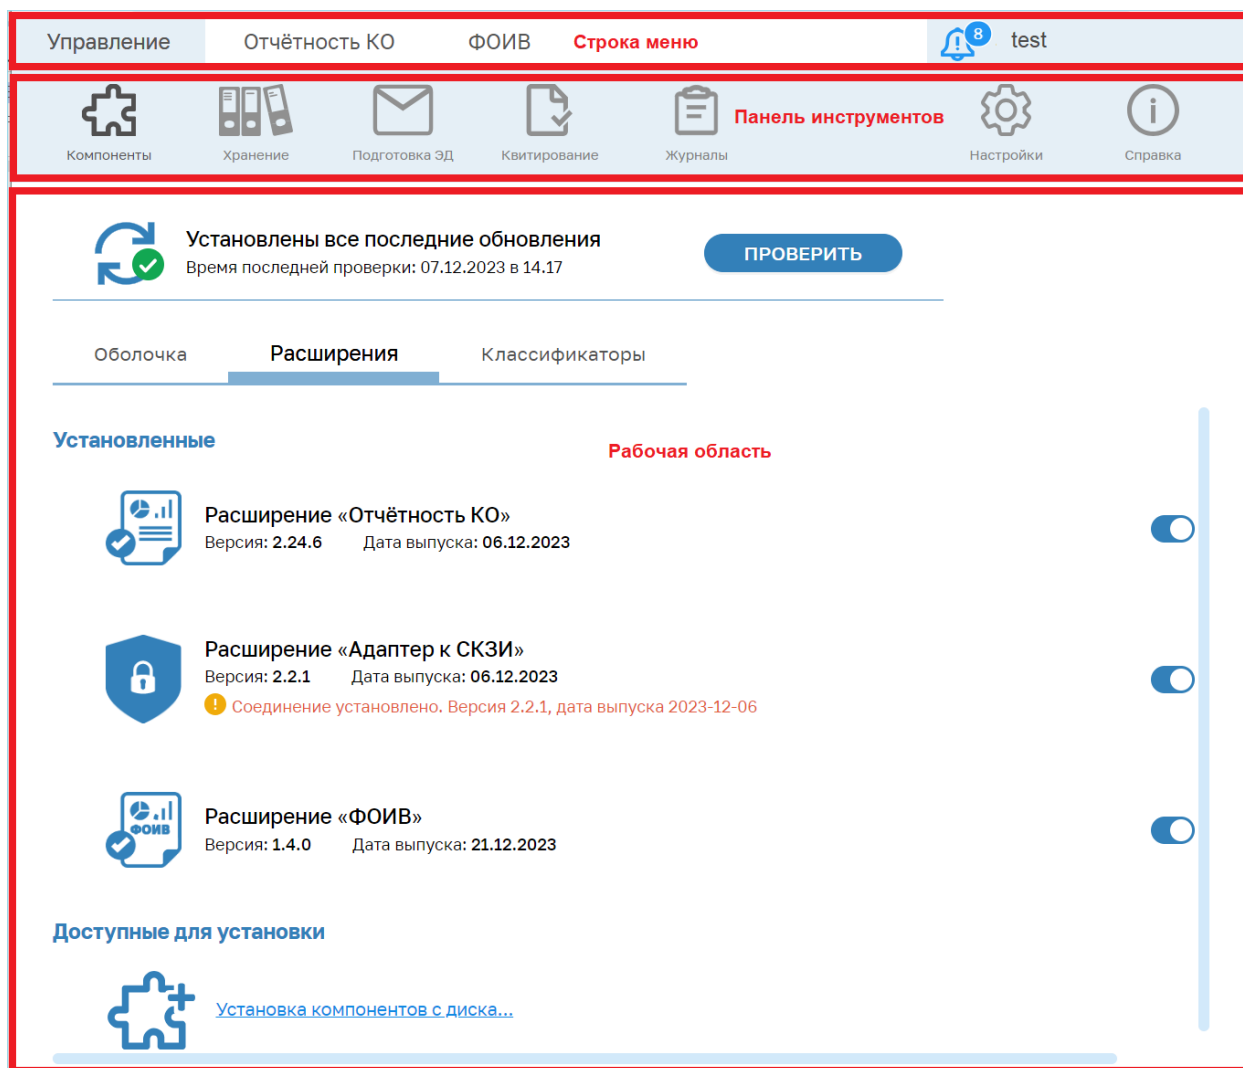 Управление Отчётность КО ФОИВ Строка меню 8 test
Панель инструментов
Компоненты Хранение Подготовка ЭД Квитирование Журналы Настройки Справка
Установлены все последние обновления
Время последней проверки: 07.12.2023 в 14.17
ПРОВЕРИТЬ
Оболочка Расширения Классификаторы
Установленные
Рабочая область
Расширение «Отчётность КО»
Версия: 2.24.6 Дата выпуска: 06.12.2023
Расширение «Адаптер к СКЗИ»
Версия: 2.2.1 Дата выпуска: 06.12.2023
Соединение установлено. Версия 2.2.1, дата выпуска 2023-12-06
ФОИВ
Расширение «ФОИВ»
Версия: 1.4.0 Дата выпуска: 21.12.2023
Доступные для установки
Установка компонентов с диска...